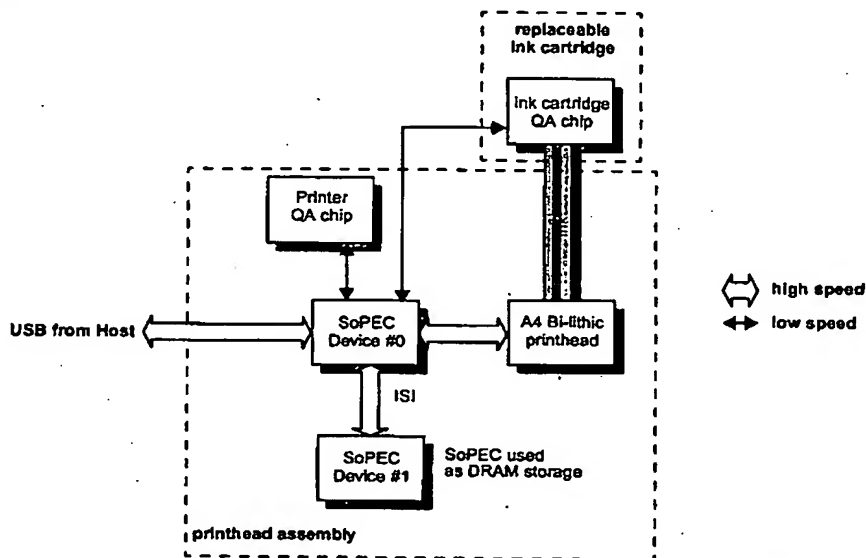 replaceable
ink cartridge
Ink cartridge
QA chip
Printer
QA chip
INK
high speed
low speed
USB from Host
SoPEC
Device #0
A4 Bi-lithic
printhead
ISI
SoPEC
Device #1
SoPEC used
as DRAM storage
printhead assembly